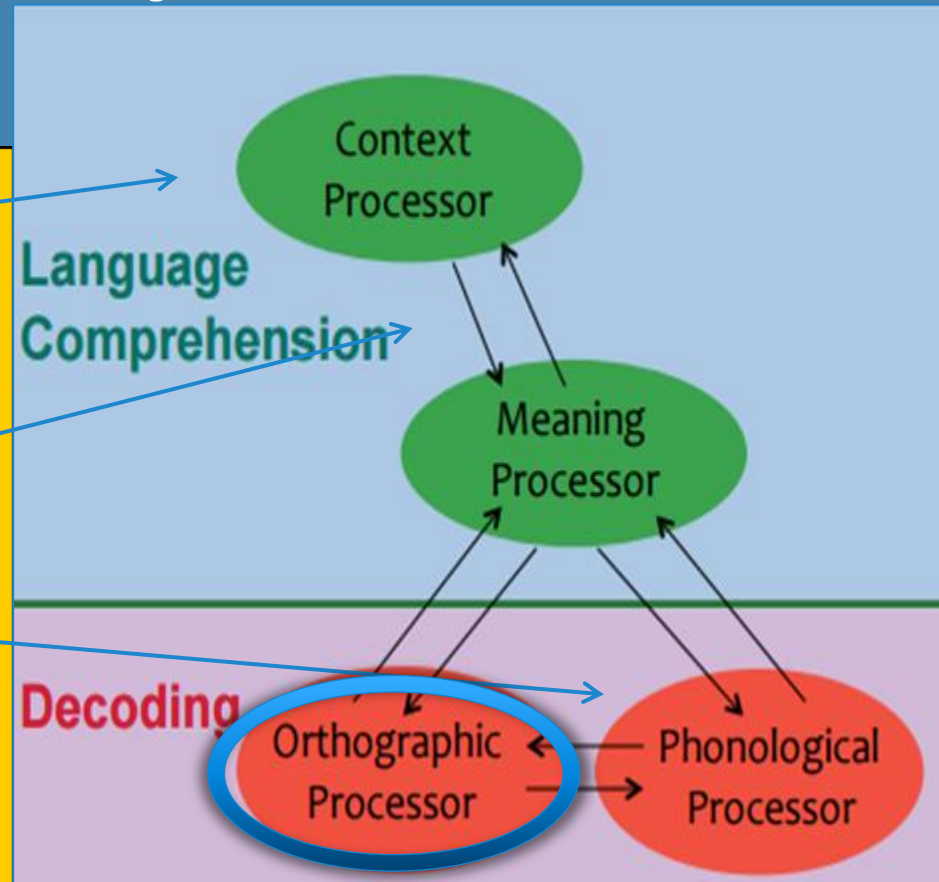 Context
Processor
Language
Comprehension
Meaning
Processor
Decoding
Orthographic
Processor
Phonological
Processor